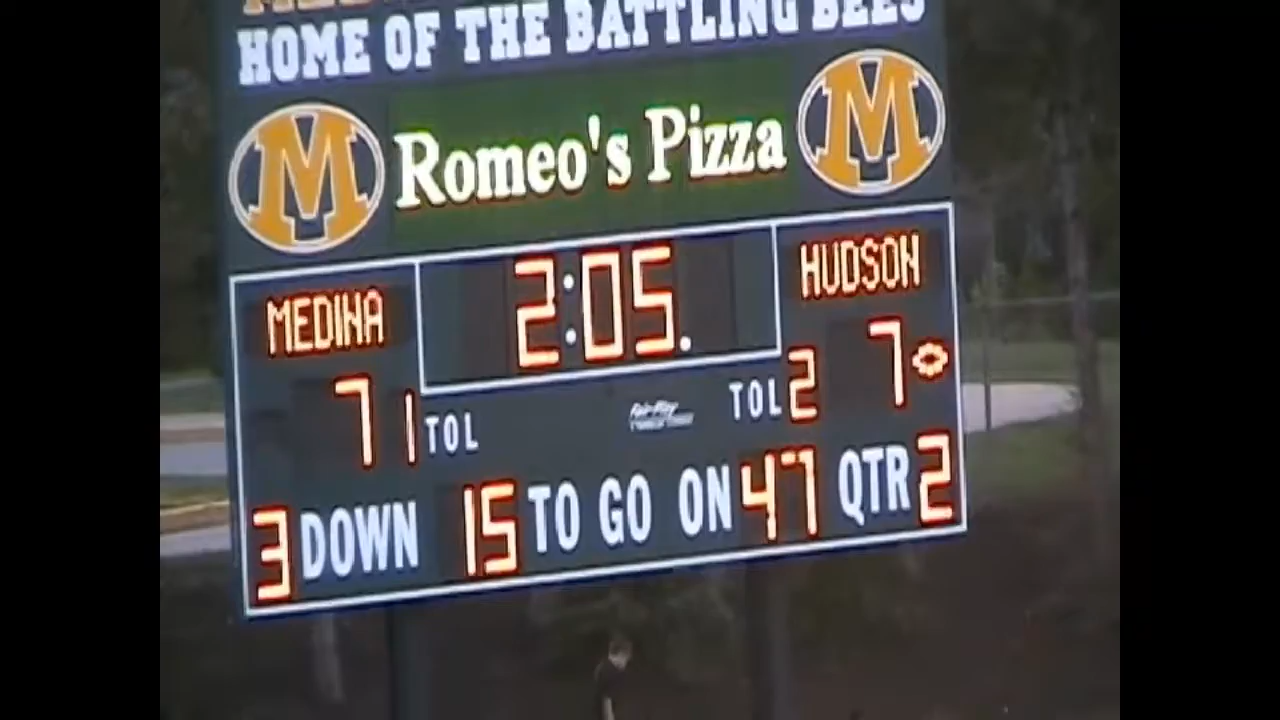 HOME OF THE BATTLING BEES
M Romeo's Pizza M
MEDINA 2:05. HUDSON
7 1 TOL TOL 2 7
3 DOWN 15 TO GO ON 47 QTR 2